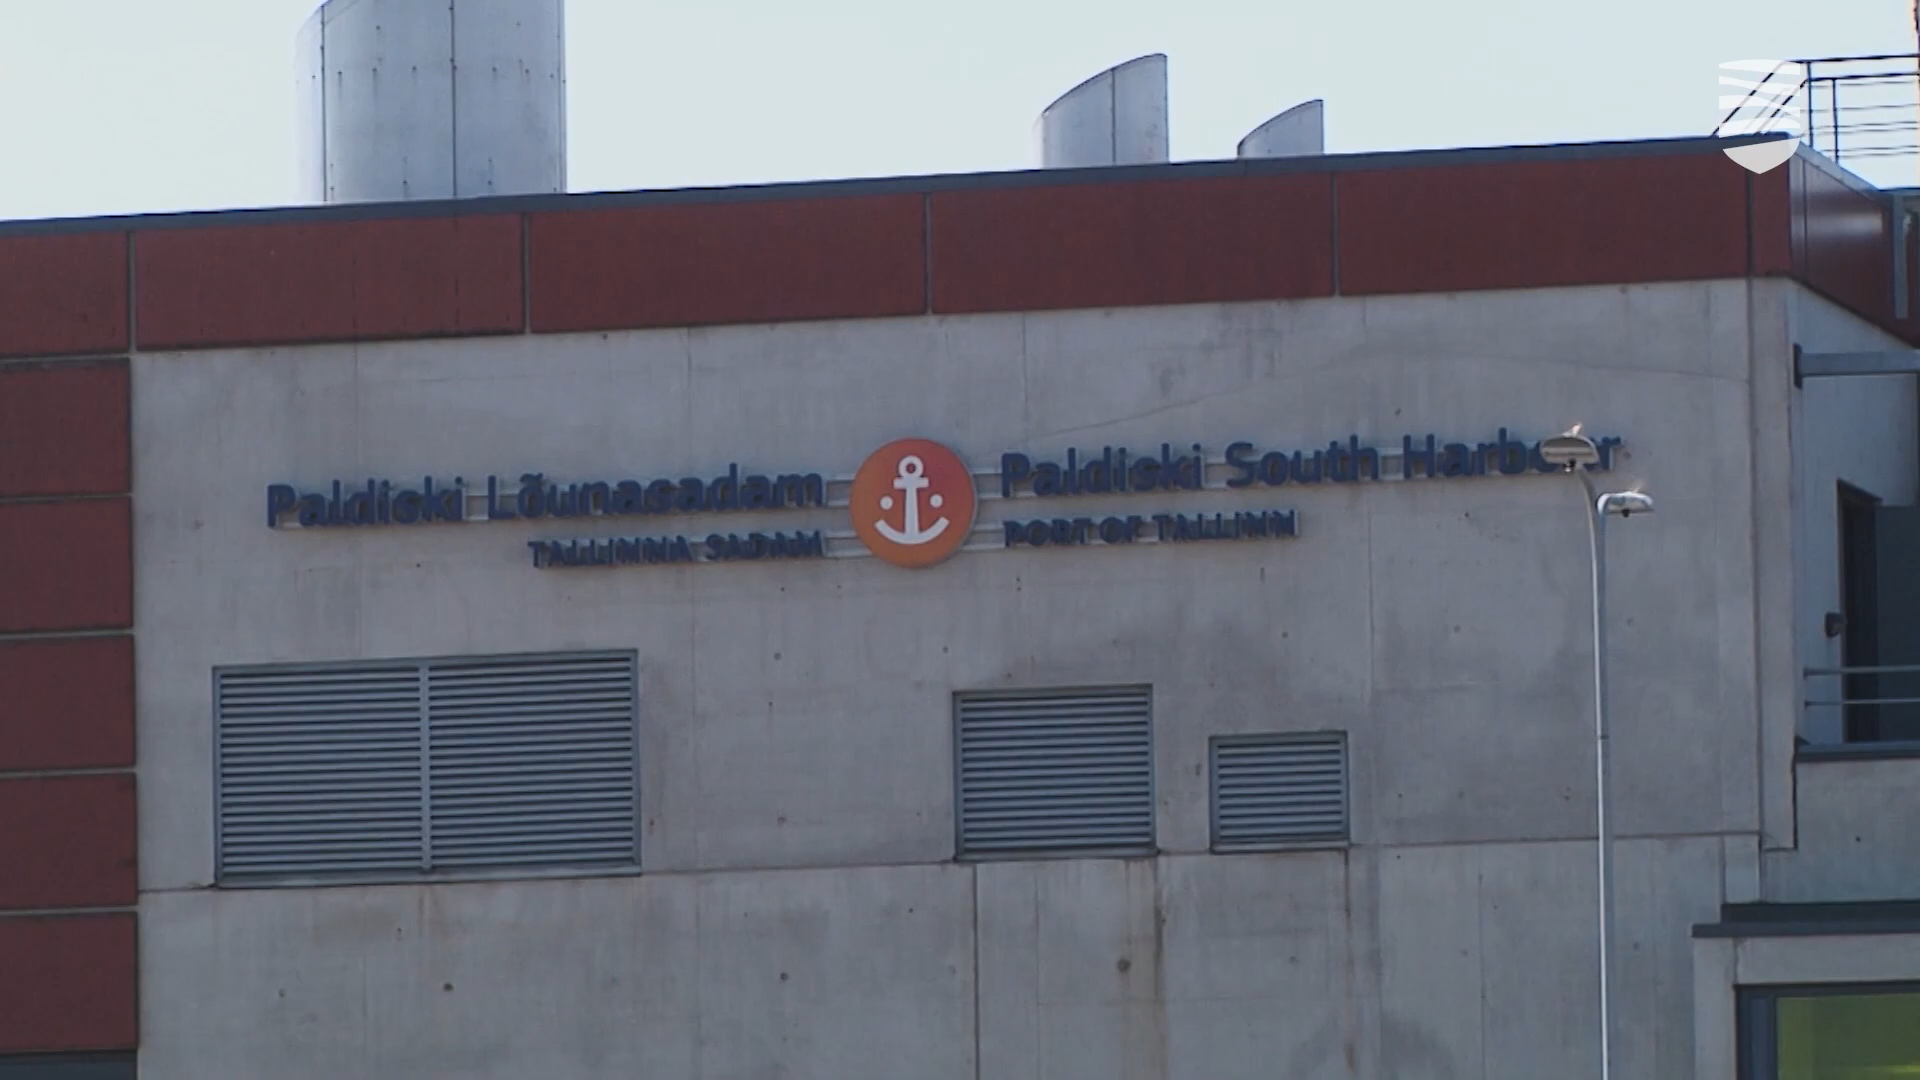 Paldiski Lõunasadam
TALLINNA SADAM
Paldiski South Harbour
PORT OF TALLINN